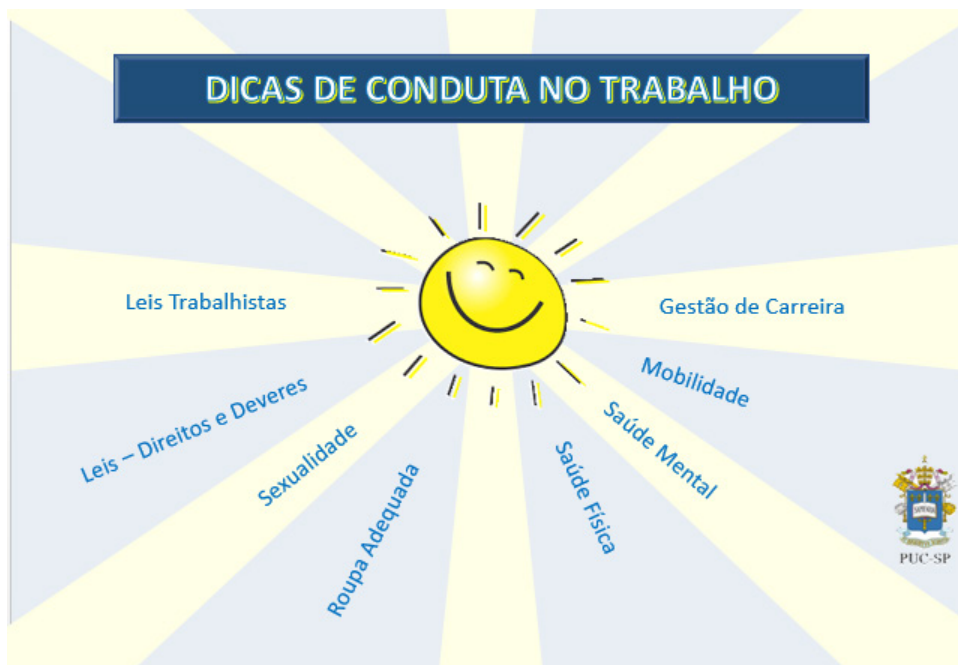 DICAS DE CONDUTA NO TRABALHO
Leis Trabalhistas
Gestão de Carreira
Leis – Direitos e Deveres
Mobilidade
Sexualidade
Saúde Mental
Roupa Adequada
Saúde Física
PUC-SP